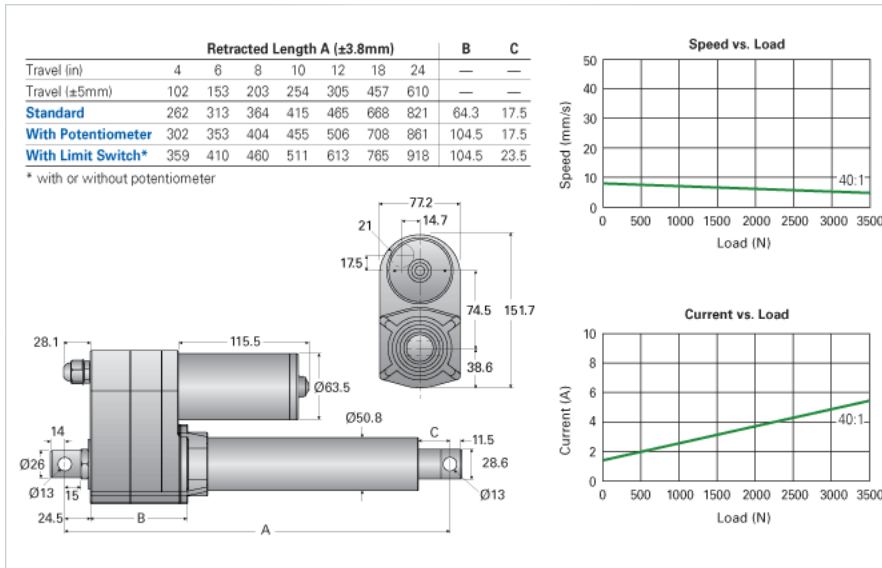 Retracted Length A (±3.8mm) B C
Travel (in) 4 6 8 10 12 18 24 — —
Travel (±5mm) 102 153 203 254 305 457 610 — —
Standard 262 313 364 415 465 668 821 64.3 17.5
With Potentiometer 302 353 404 455 506 708 861 104.5 17.5
With Limit Switch* 359 410 460 511 613 765 918 104.5 23.5
* with or without potentiometer
Speed vs. Load
50
40
30
20
10
0
Speed (mm/s)
40:1
0 500 1000 1500 2000 2500 3000 3500
Load (N)
77.2
14.7
21
17.5
74.5
151.7
38.6
28.1
115.5
Ø63.5
Ø50.8
14
C
11.5
Ø26
28.6
Ø13
15
Ø13
24.5
B
A
Current vs. Load
10
8
6
4
2
0
Current (A)
40:1
0 500 1000 1500 2000 2500 3000 3500
Load (N)